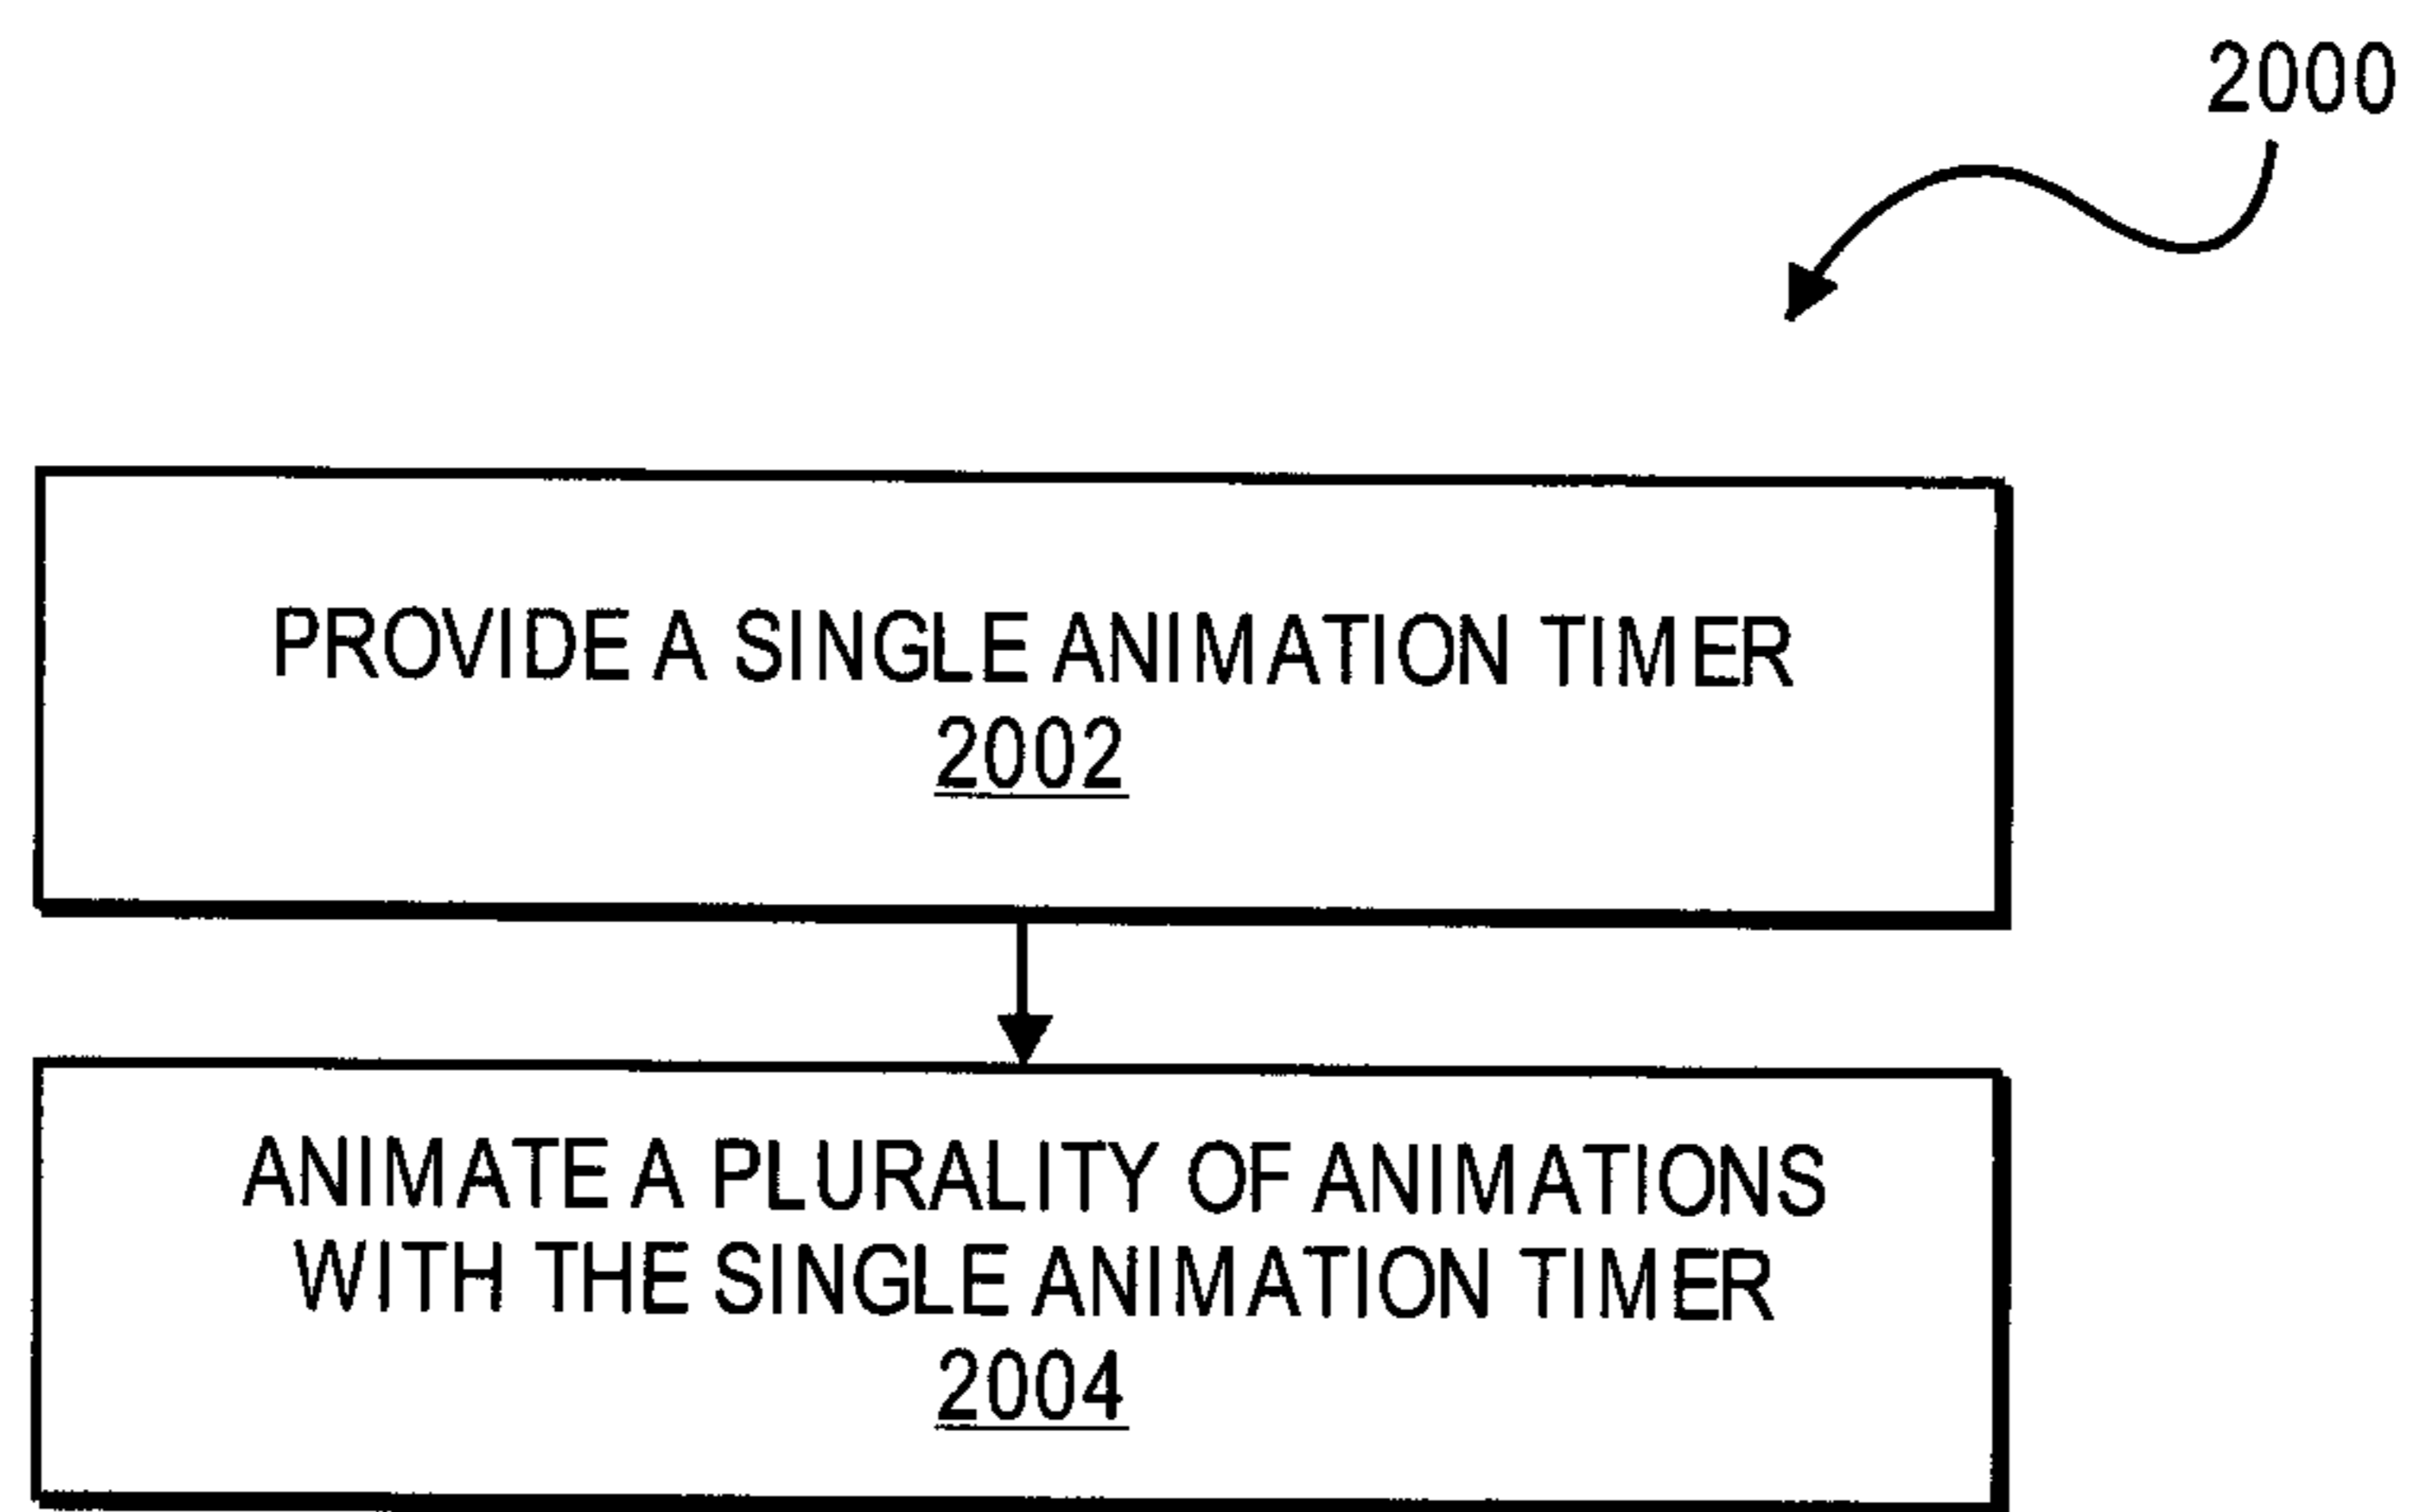 2000
PROVIDE A SINGLE ANIMATION TIMER
2002
ANIMATE A PLURALITY OF ANIMATIONS
WITH THE SINGLE ANIMATION TIMER
2004